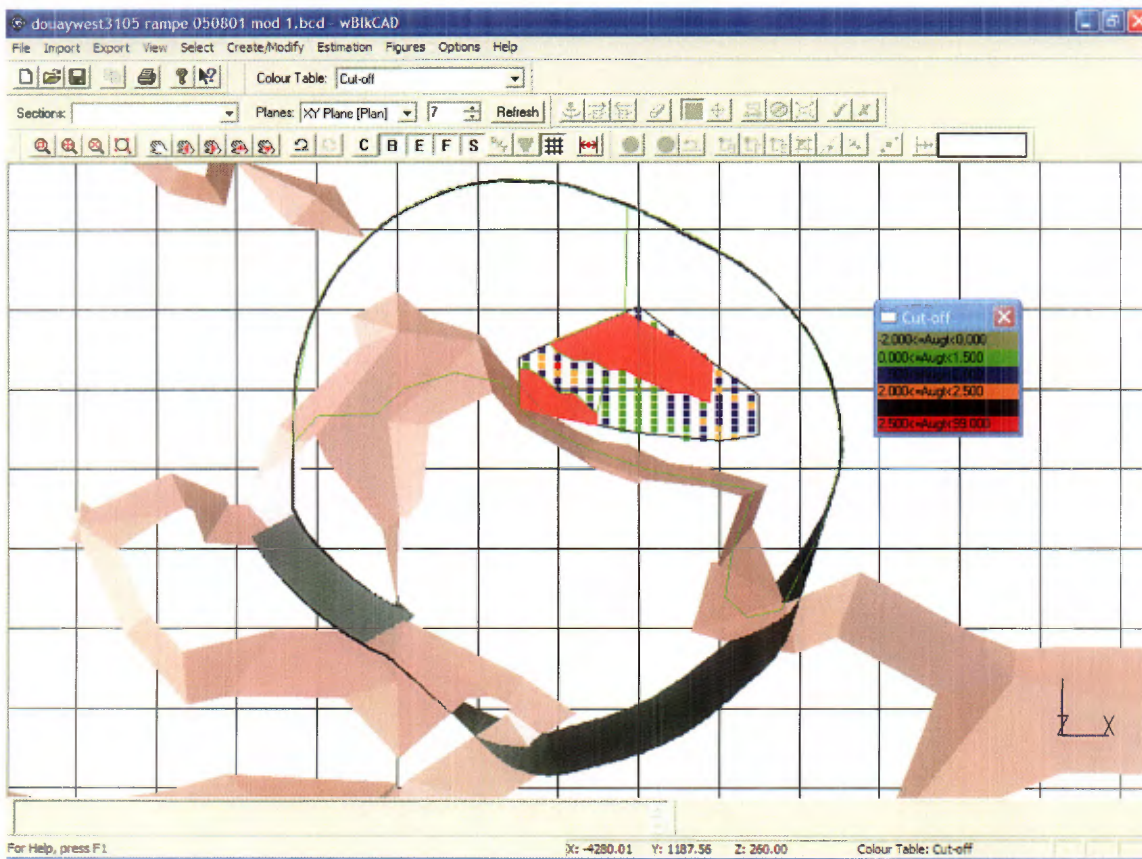 douaywest3105 rampe 050801 mod 1.bcd - wBlkCAD
File Import Export View Select Create/Modify Estimation Figures Options Help
Colour Table: Cut-off
Sections: Planes: XY Plane [Plan] 7 Refresh
C B E F S
Cut-off
-2.000<=Augt<0.000
0.000<=Augt<1.500
2.000<=Augt<2.500
2.500<=Augt<99.000
Z X
For Help, press F1 X: -4280.01 Y: 1187.56 Z: 260.00 Colour Table: Cut-off